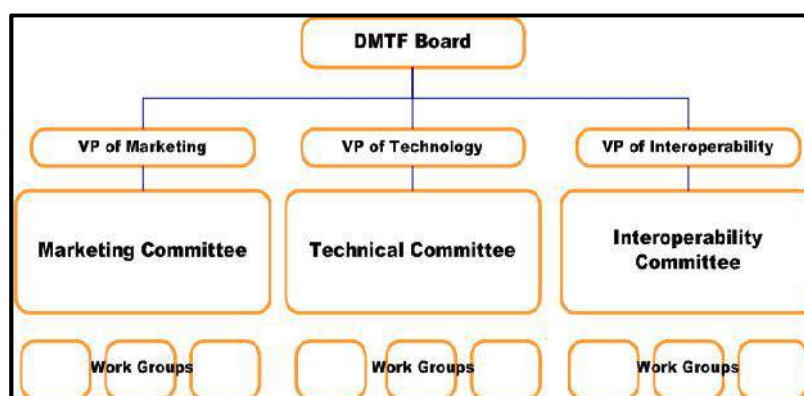 DMTF Board
VP of Marketing
VP of Technology
VP of Interoperability
Marketing Committee
Technical Committee
Interoperability
Committee
Work Groups
Work Groups
Work Groups